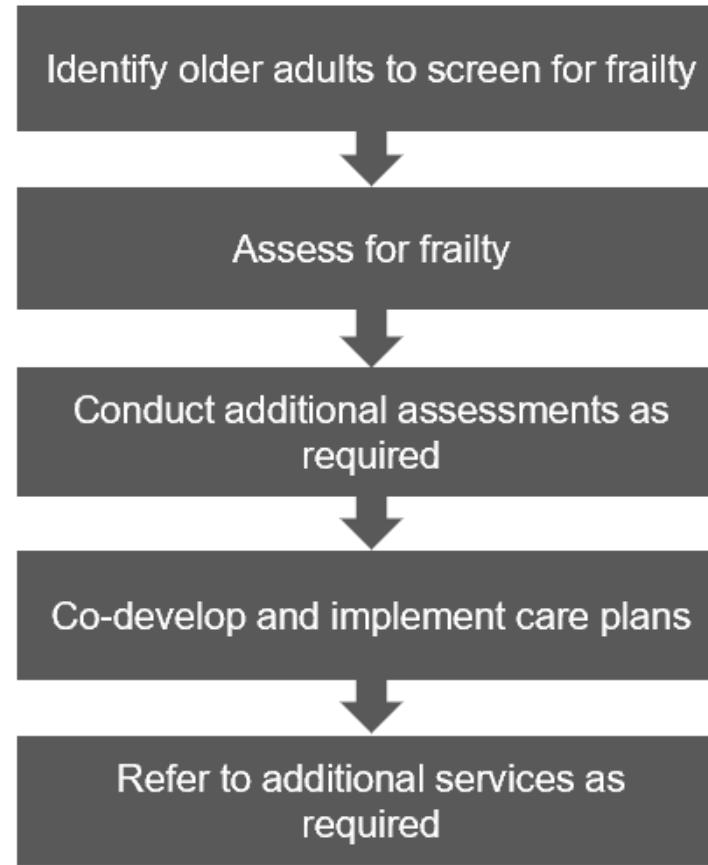 Identify older adults to screen for frailty
Assess for frailty
Conduct additional assessments as
required
Co-develop and implement care plans
Refer to additional services as
required